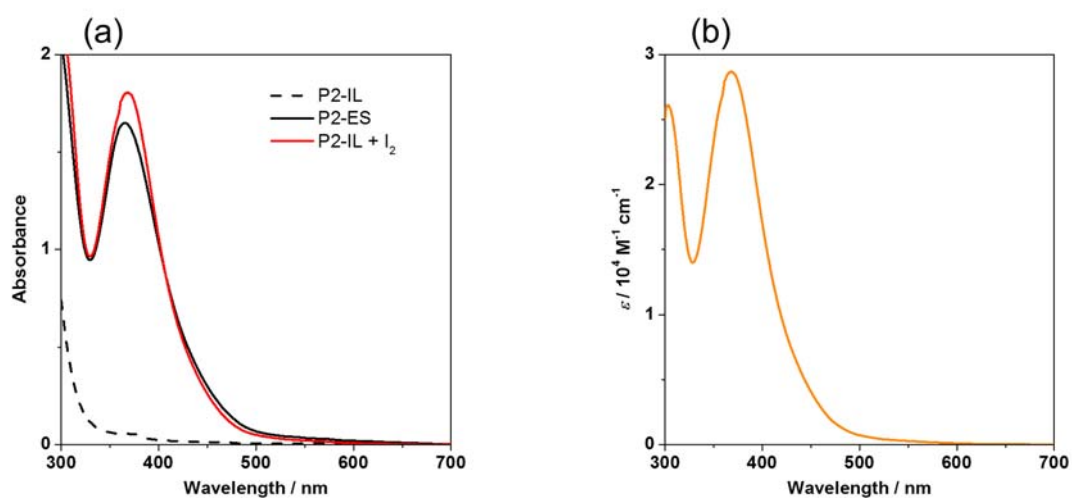 (a)
2
1
0
Absorbance
300 400 500 600 700
Wavelength / nm
P2-IL
P2-ES
P2-IL + I₂
(b)
3
2
1
0
ε / 10⁴ M⁻¹ cm⁻¹
300 400 500 600 700
Wavelength / nm